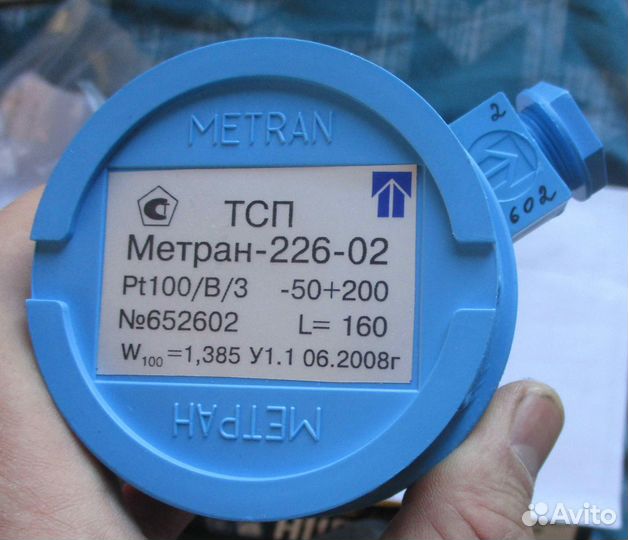 METRAN
ТСП
Метран-226-02
Pt100/B/3 -50+200
№652602 L= 160
W100=1,385 У1.1 06.2008г
МЕТРАН
2
602
Avito